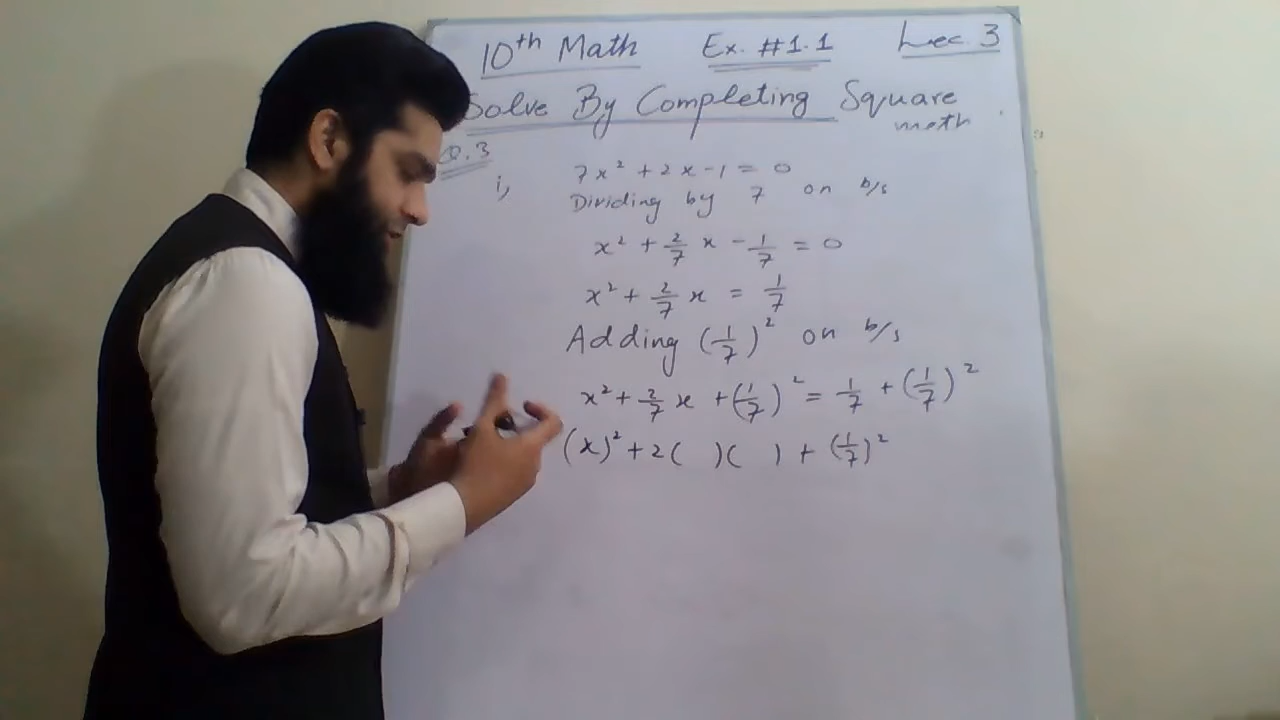 10th Math Ex. #1.1 Lec. 3
Solve By Completing Square
meth
Q.3
i, 7x² + 2x - 1 = 0
Dividing by 7 on b/s
x² + 2/7 x - 1/7 = 0
x² + 2/7 x = 1/7
Adding (1/7)² on b/s
x² + 2/7 x + (1/7)² = 1/7 + (1/7)²
(x)² + 2( )( ) + (1/7)²